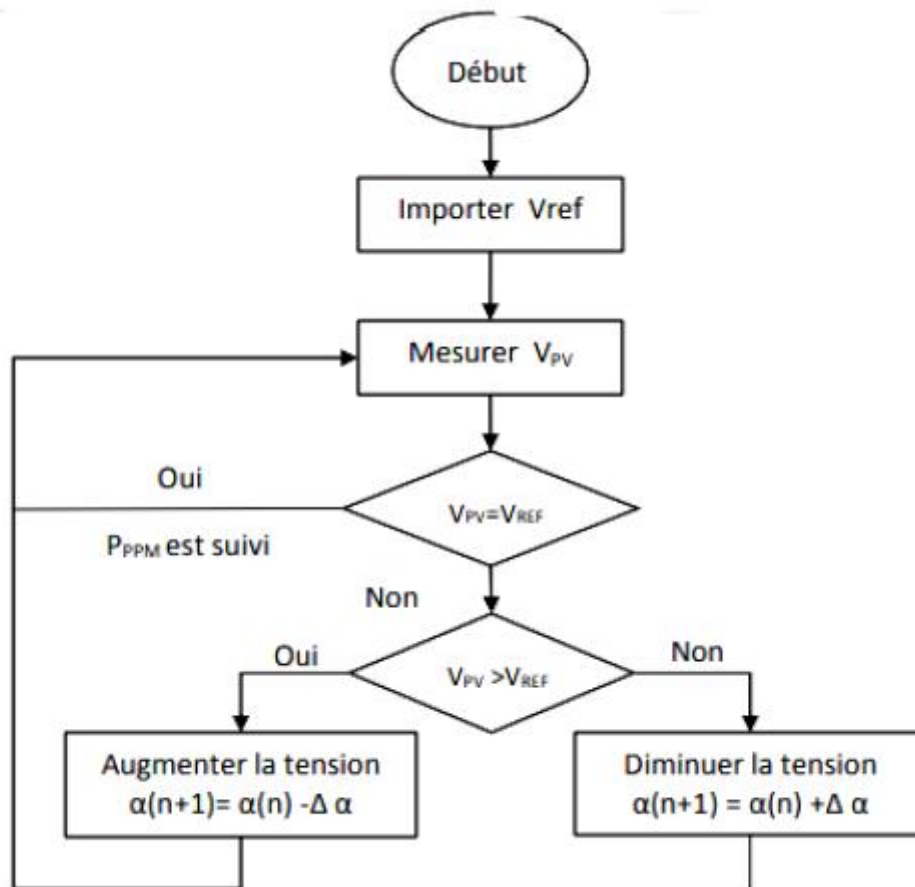 Début
Importer Vref
Mesurer VPV
Oui
VPV=VREF
PPPM est suivi
Non
Oui
VPV >VREF
Non
Augmenter la tension
α(n+1)= α(n) -Δ α
Diminuer la tension
α(n+1) = α(n) +Δ α